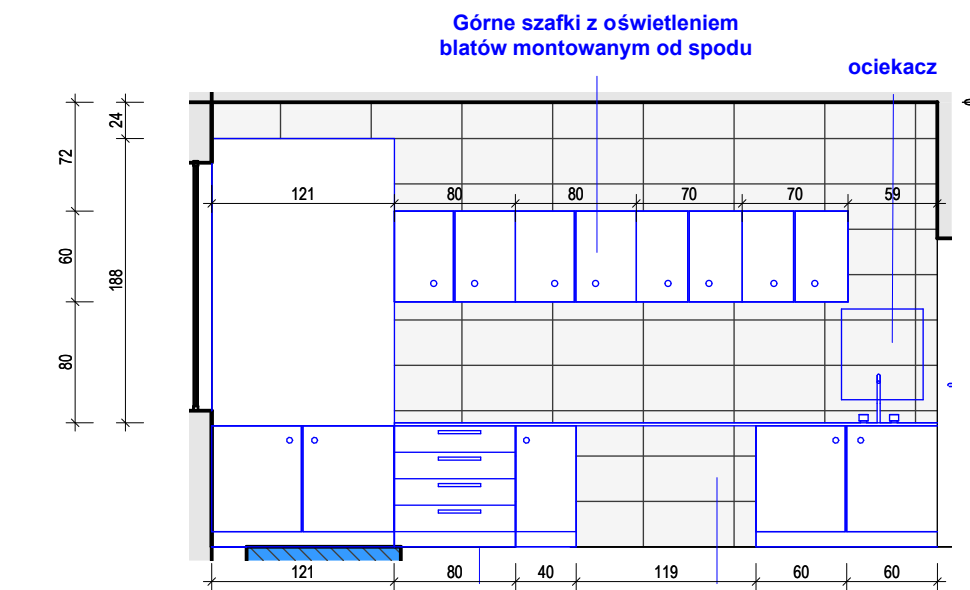 Górne szafki z oświetleniem
blatów montowanym od spodu
ociekacz
24
72
121 80 80 70 70 59
60
188
80
121 80 40 119 60 60